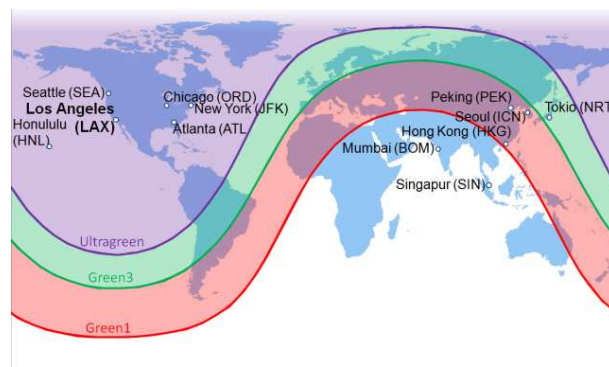 Seattle (SEA)
Chicago (ORD)
Los Angeles
New York (JFK)
Honululu
(LAX)
(HNL)
Atlanta (ATL
Peking (PEK)
Tokio (NRT
Seoul (ICN)
Hong Kong (HKG)
Mumbai (BOM)
Singapur (SIN)
Ultragreen
Green3
Green1